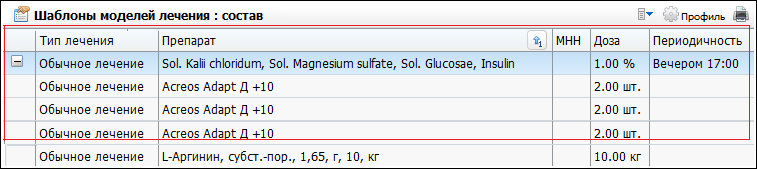 Шаблоны моделей лечения : состав Профиль
Тип лечения Препарат 1 МНН Доза Периодичность
Обычное лечение Sol. Kalii chloridum, Sol. Magnesium sulfate, Sol. Glucosae, Insulin 1.00 % Вечером 17:00
Обычное лечение Acreos Adapt Д +10 2.00 шт.
Обычное лечение Acreos Adapt Д +10 2.00 шт.
Обычное лечение Acreos Adapt Д +10 2.00 шт.
Обычное лечение L-Аргинин, субст.-пор., 1,65, г, 10, кг 10.00 кг